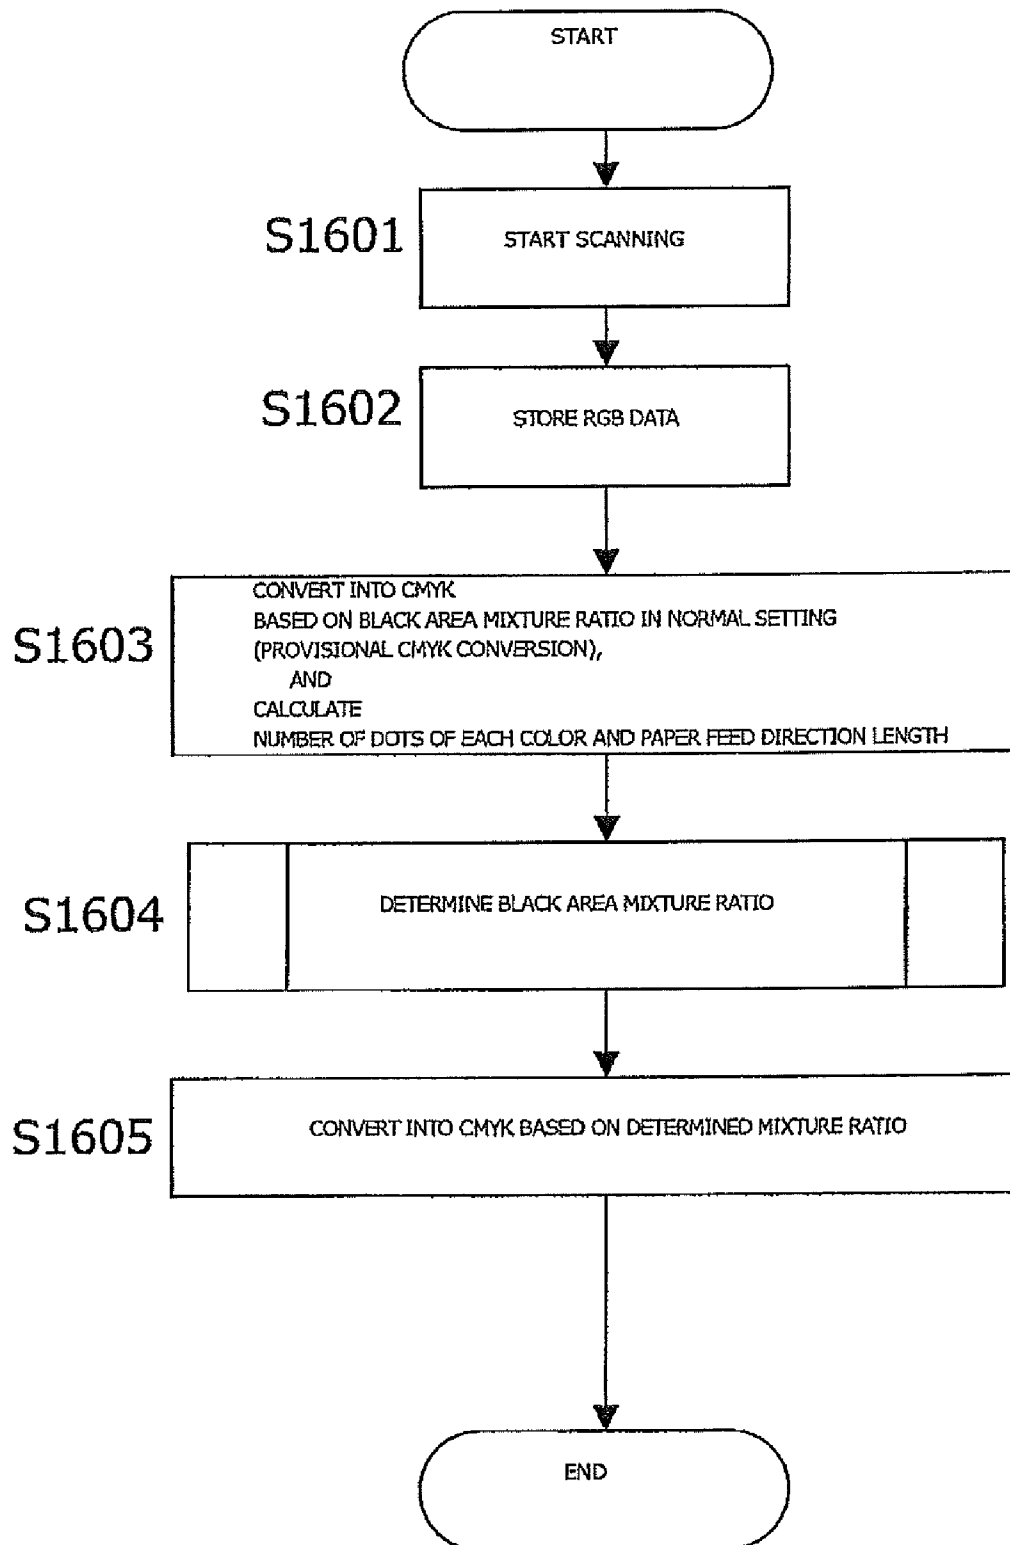 START
S1601
START SCANNING
S1602
STORE RGB DATA
S1603
CONVERT INTO CMYK
BASED ON BLACK AREA MIXTURE RATIO IN NORMAL SETTING
(PROVISIONAL CMYK CONVERSION),
AND
CALCULATE
NUMBER OF DOTS OF EACH COLOR AND PAPER FEED DIRECTION LENGTH
S1604
DETERMINE BLACK AREA MIXTURE RATIO
S1605
CONVERT INTO CMYK BASED ON DETERMINED MIXTURE RATIO
END